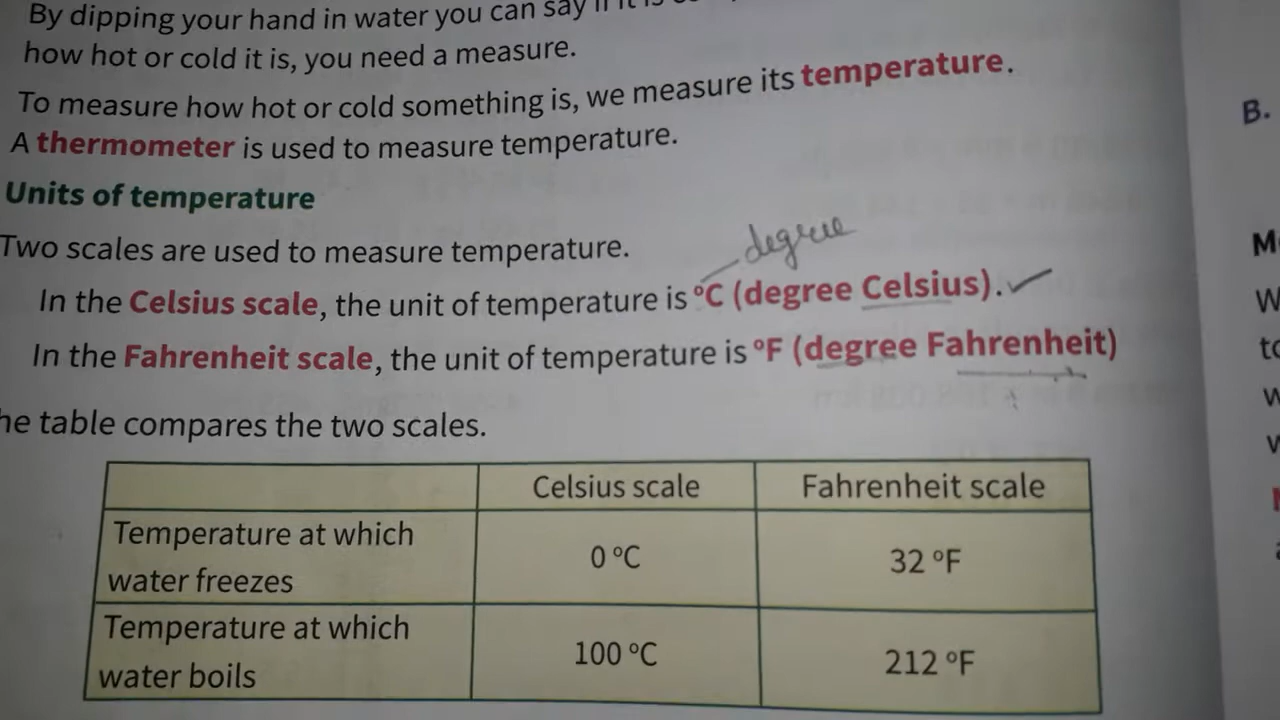 By dipping your hand in water you can say if it is
how hot or cold it is, you need a measure.
To measure how hot or cold something is, we measure its temperature.
A thermometer is used to measure temperature.
Units of temperature
Two scales are used to measure temperature.
degree
In the Celsius scale, the unit of temperature is °C (degree Celsius). ✓
In the Fahrenheit scale, the unit of temperature is °F (degree Fahrenheit)
he table compares the two scales.
Celsius scale Fahrenheit scale
Temperature at which
water freezes 0 °C 32 °F
Temperature at which
water boils 100 °C 212 °F
B.
M
W
to
w